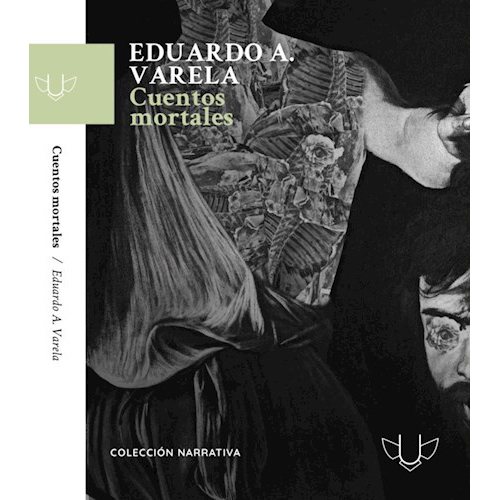 EDUARDO A.
VARELA
Cuentos
mortales
Cuentos mortales / Eduardo A. Varela
COLECCIÓN NARRATIVA